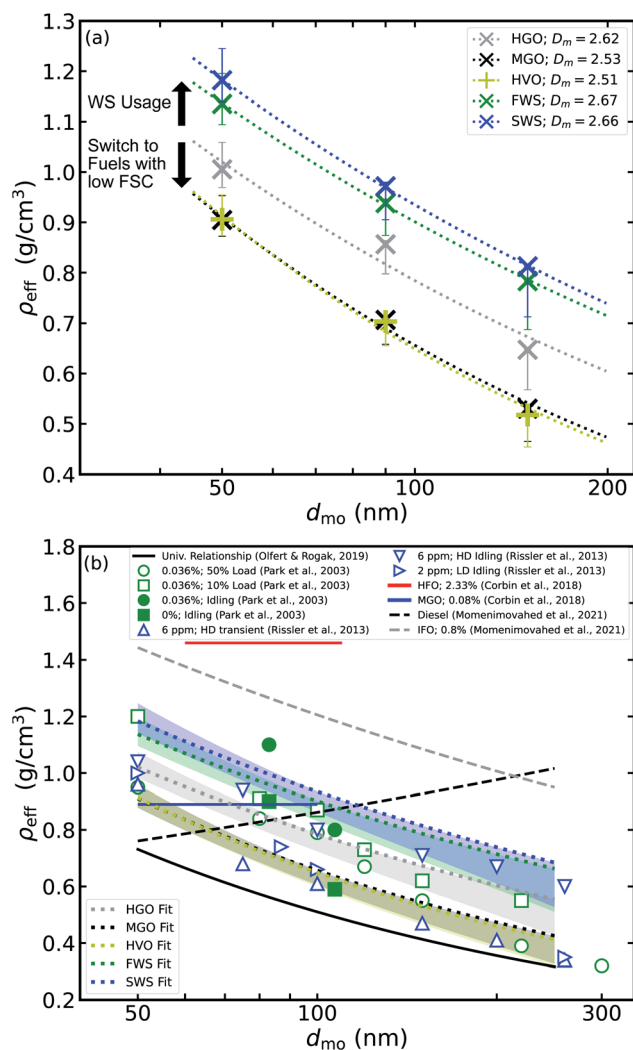 (a)
HGO; Dm = 2.62
MGO; Dm = 2.53
HVO; Dm = 2.51
FWS; Dm = 2.67
SWS; Dm = 2.66
WS Usage
Switch to
Fuels with
low FSC
1.3
1.2
1.1
1.0
0.9
0.8
0.7
0.6
0.5
0.4
ρeff (g/cm³)
50
100
200
dmo (nm)
(b)
Univ. Relationship (Olfert & Rogak, 2019)
0.036%; 50% Load (Park et al., 2003)
0.036%; 10% Load (Park et al., 2003)
0.036%; Idling (Park et al., 2003)
0%; Idling (Park et al., 2003)
6 ppm; HD transient (Rissler et al., 2013)
6 ppm; HD Idling (Rissler et al., 2013)
2 ppm; LD Idling (Rissler et al., 2013)
HFO; 2.33% (Corbin et al., 2018)
MGO; 0.08% (Corbin et al., 2018)
Diesel (Momenimovahed et al., 2021)
IFO; 0.8% (Momenimovahed et al., 2021)
1.8
1.6
1.4
1.2
1.0
0.8
0.6
0.4
0.2
ρeff (g/cm³)
HGO Fit
MGO Fit
HVO Fit
FWS Fit
SWS Fit
50
100
300
dmo (nm)